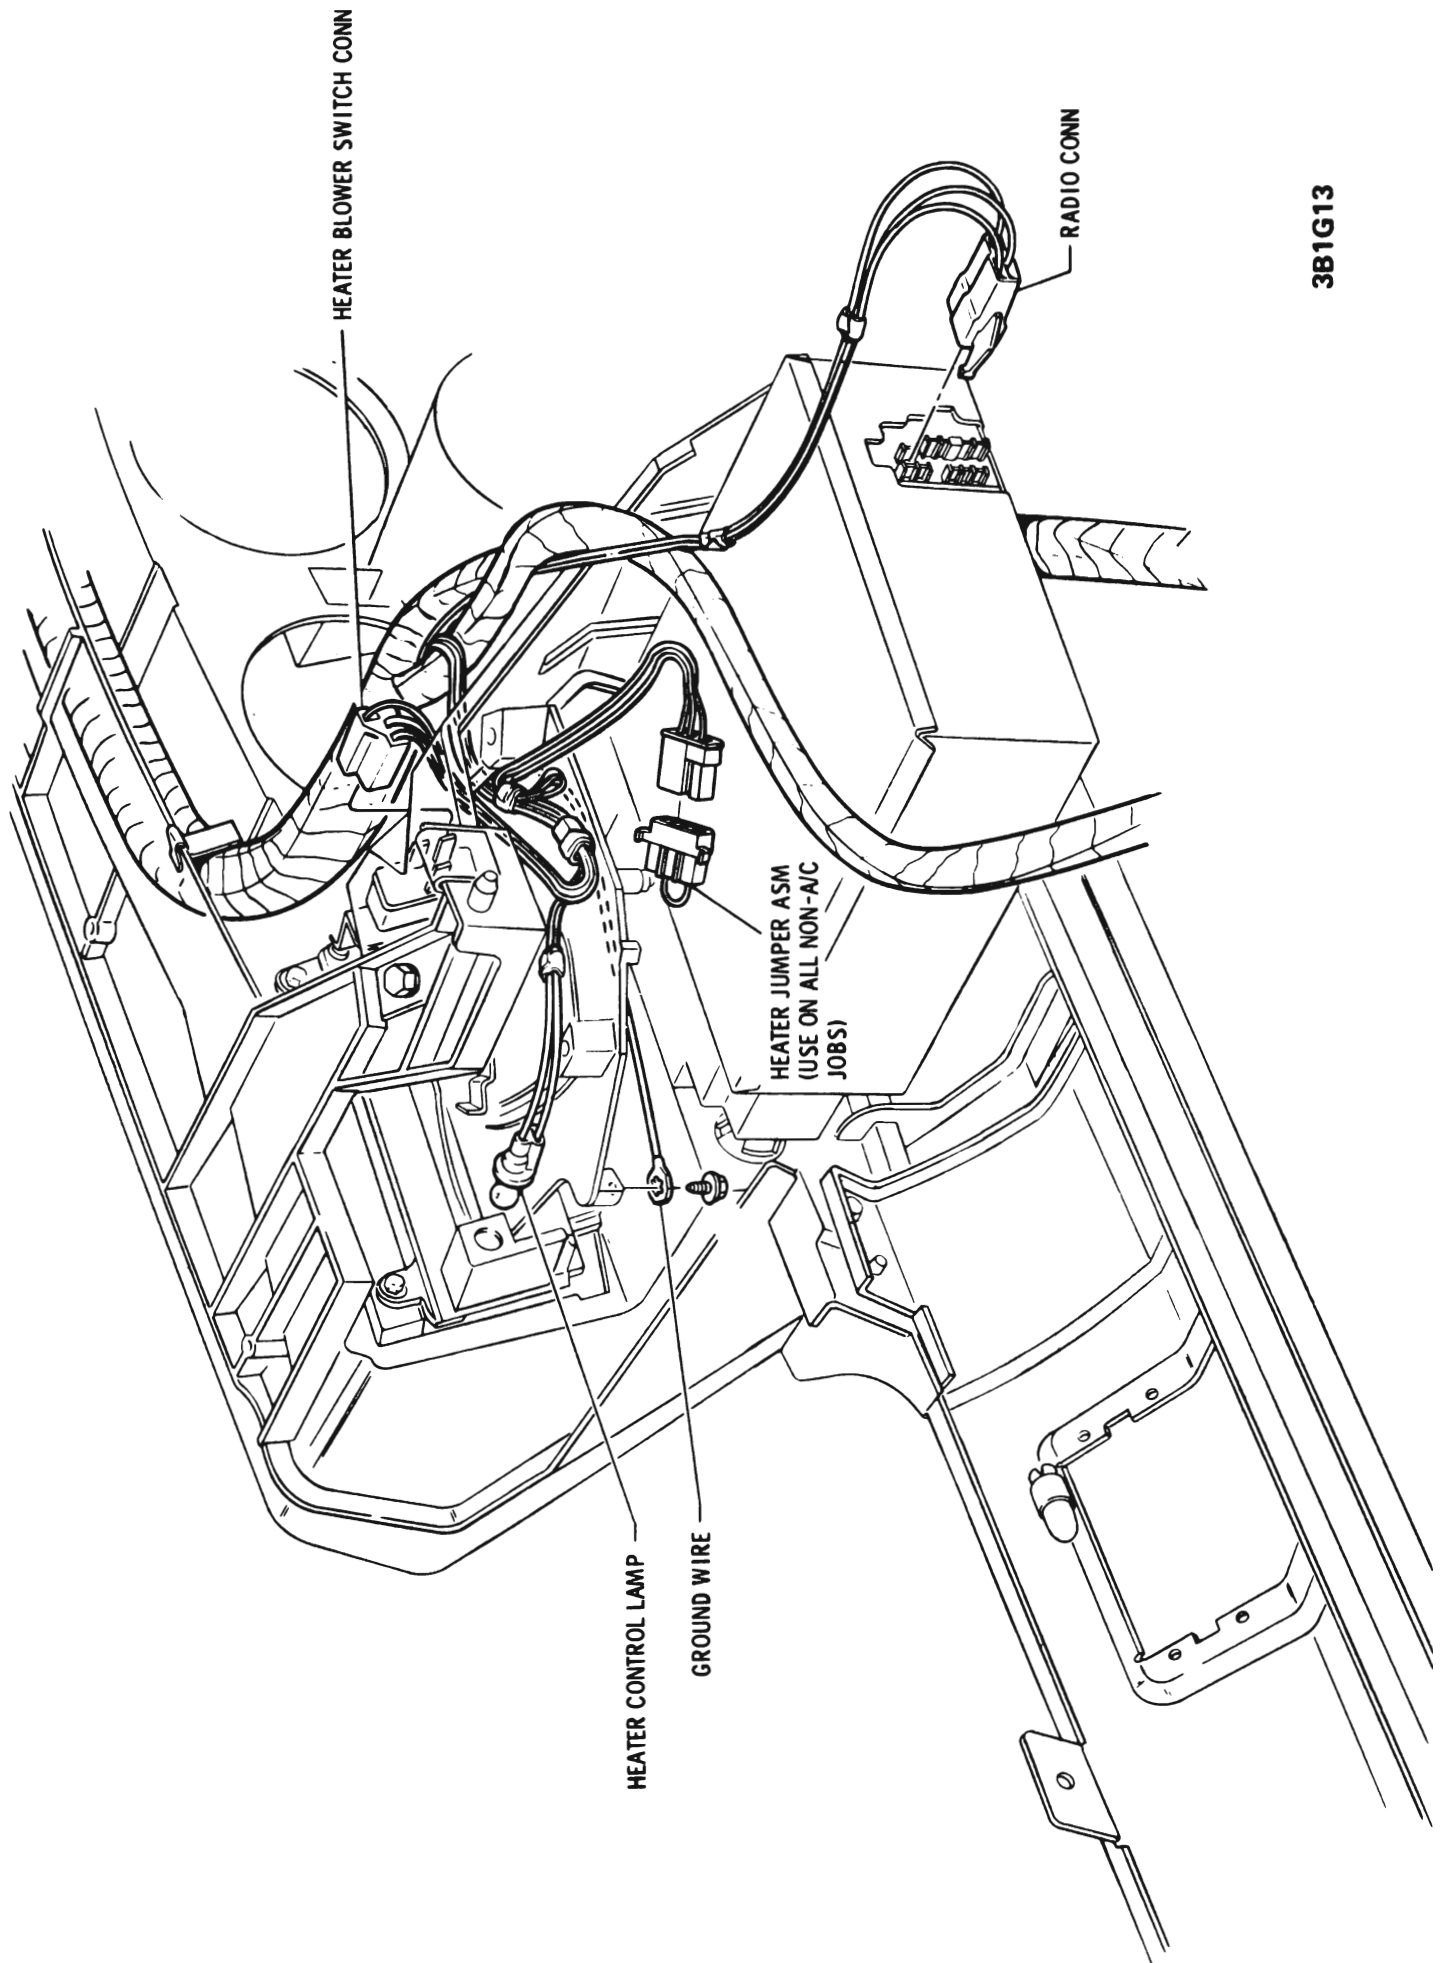 HEATER BLOWER SWITCH CONN
RADIO CONN
HEATER JUMPER ASM
(USE ON ALL NON-A/C
JOBS)
HEATER CONTROL LAMP
GROUND WIRE
3B1G13